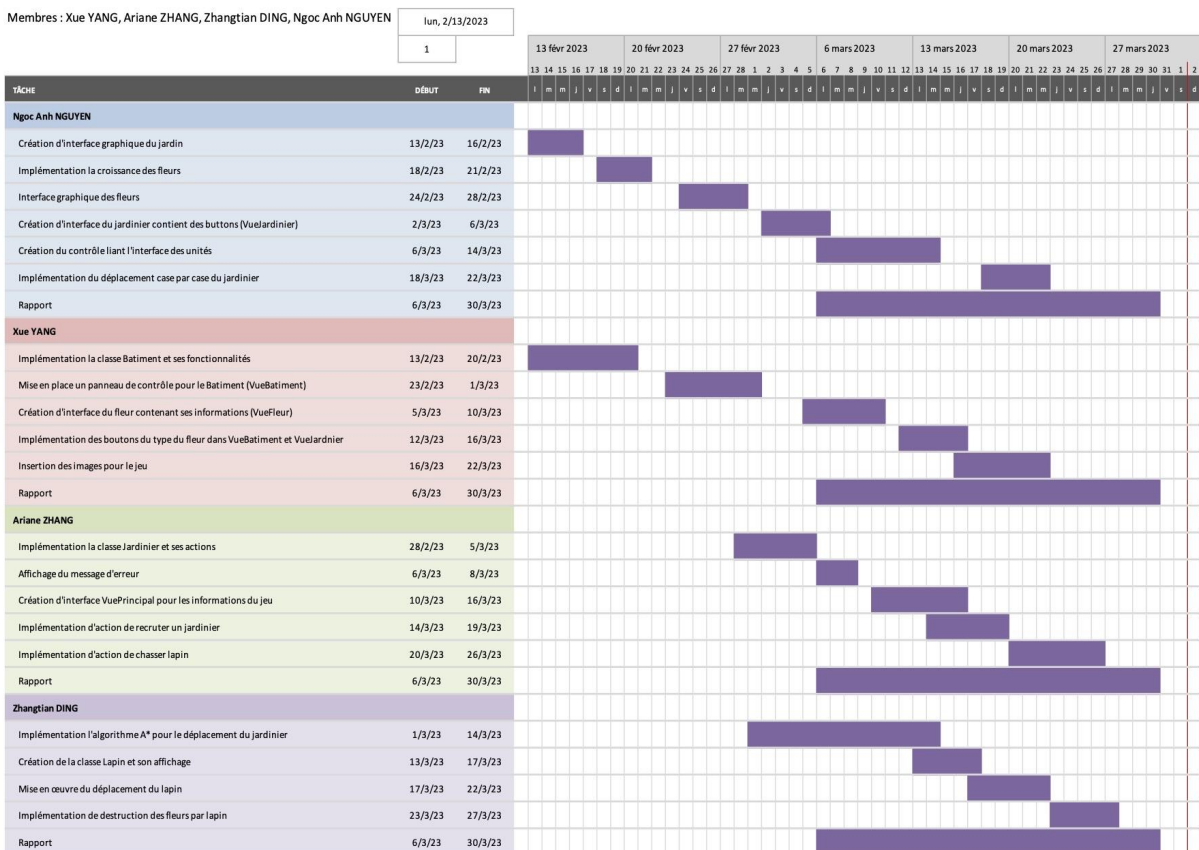 Membres : Xue YANG, Ariane ZHANG, Zhangtian DING, Ngoc Anh NGUYEN
lun, 2/13/2023
1
13 févr 2023 20 févr 2023 27 févr 2023 6 mars 2023 13 mars 2023 20 mars 2023 27 mars 2023
13 14 15 16 17 18 19 20 21 22 23 24 25 26 27 28 1 2 3 4 5 6 7 8 9 10 11 12 13 14 15 16 17 18 19 20 21 22 23 24 25 26 27 28 29 30 31 1 2
TÂCHE DÉBUT FIN l m m j v s d l m m j v s d l m m j v s d l m m j v s d l m m j v s d l m m j v s d l m m j v s d
Ngoc Anh NGUYEN
Création d'interface graphique du jardin 13/2/23 16/2/23
Implémentation la croissance des fleurs 18/2/23 21/2/23
Interface graphique des fleurs 24/2/23 28/2/23
Création d'interface du jardinier contient des buttons (VueJardinier) 2/3/23 6/3/23
Création du contrôle liant l'interface des unités 6/3/23 14/3/23
Implémentation du déplacement case par case du jardinier 18/3/23 22/3/23
Rapport 6/3/23 30/3/23
Xue YANG
Implémentation la classe Batiment et ses fonctionnalités 13/2/23 20/2/23
Mise en place un panneau de contrôle pour le Batiment (VueBatiment) 23/2/23 1/3/23
Création d'interface du fleur contenant ses informations (VueFleur) 5/3/23 10/3/23
Implémentation des boutons du type du fleur dans VueBatiment et VueJardnier 12/3/23 16/3/23
Insertion des images pour le jeu 16/3/23 22/3/23
Rapport 6/3/23 30/3/23
Ariane ZHANG
Implémentation la classe Jardinier et ses actions 28/2/23 5/3/23
Affichage du message d'erreur 6/3/23 8/3/23
Création d'interface VuePrincipal pour les informations du jeu 10/3/23 16/3/23
Implémentation d'action de recruter un jardinier 14/3/23 19/3/23
Implémentation d'action de chasser lapin 20/3/23 26/3/23
Rapport 6/3/23 30/3/23
Zhangtian DING
Implémentation l'algorithme A* pour le déplacement du jardinier 1/3/23 14/3/23
Création de la classe Lapin et son affichage 13/3/23 17/3/23
Mise en œuvre du déplacement du lapin 17/3/23 22/3/23
Implémentation de destruction des fleurs par lapin 23/3/23 27/3/23
Rapport 6/3/23 30/3/23